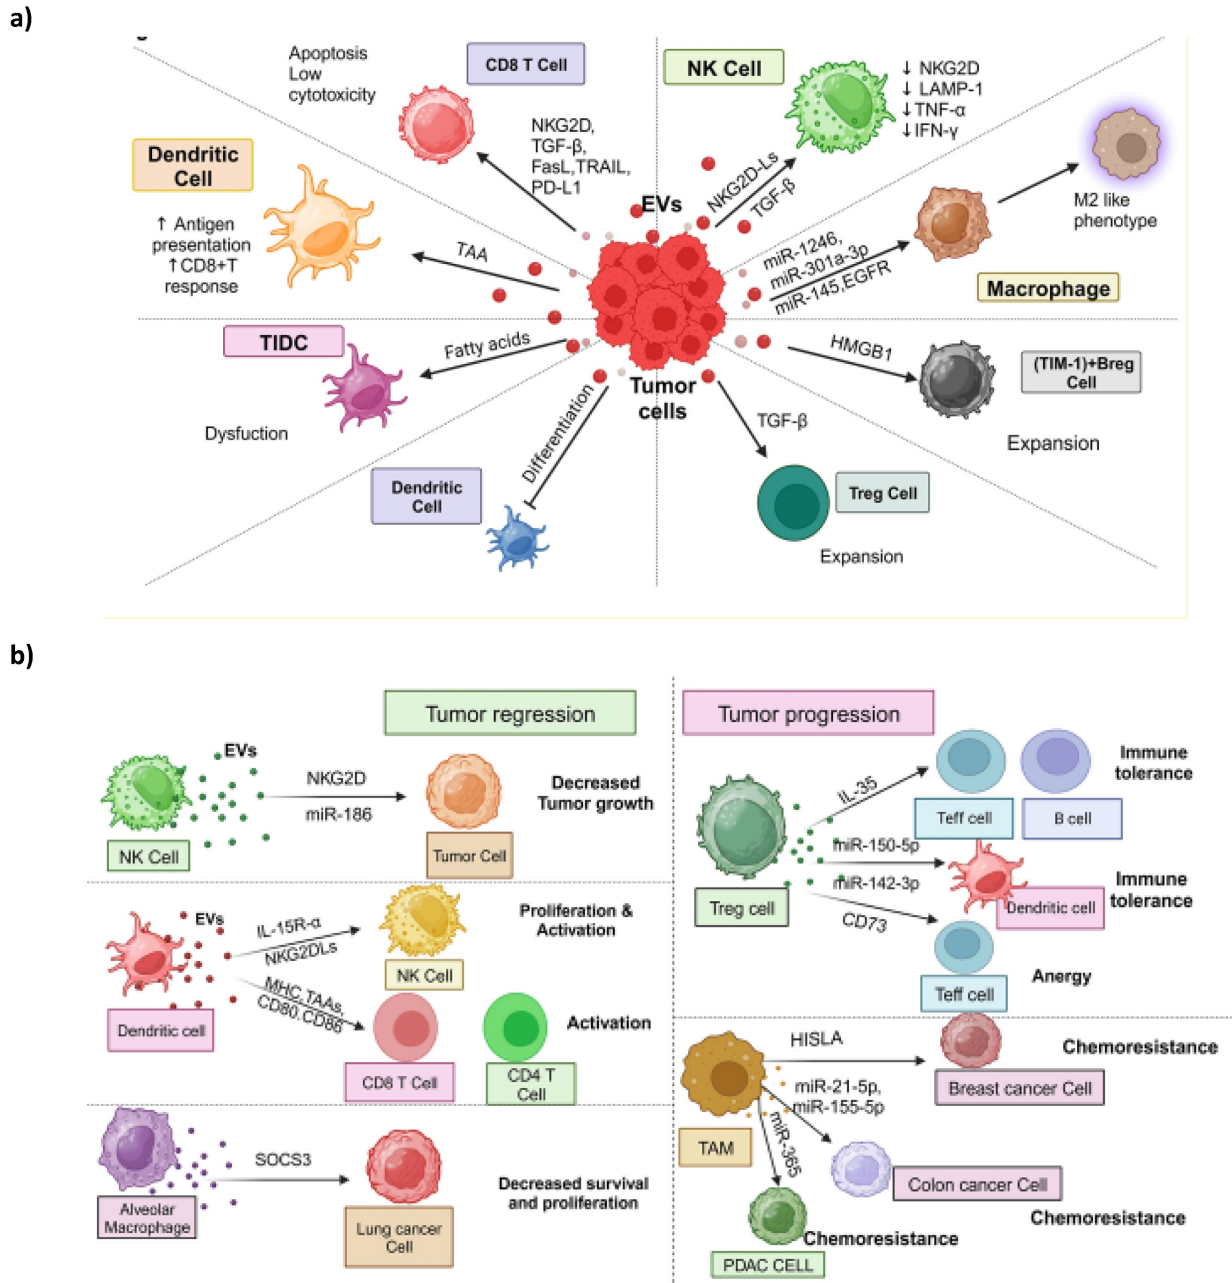 a)
Apoptosis
Low
cytotoxicity
CD8 T Cell
NKG2D,
TGF-β,
FasL,TRAIL,
PD-L1
NK Cell
↓ NKG2D
↓ LAMP-1
↓TNF-α
↓IFN-γ
NKG2D-Ls
TGF-β
EVs
Dendritic
Cell
↑ Antigen
presentation
↑CD8+T
response
TAA
miR-1246,
miR-301a-3p
miR-145,EGFR
M2 like
phenotype
Macrophage
TIDC
Fatty acids
Dysfuction
Tumor
cells
HMGB1
(TIM-1)+Breg
Cell
Expansion
Differentiation
Dendritic
Cell
TGF-β
Treg Cell
Expansion
b)
Tumor regression
EVs
NKG2D
miR-186
NK Cell
Tumor Cell
Decreased
Tumor growth
EVs
IL-15R-α
NKG2DLs
NK Cell
Proliferation &
Activation
MHC,TAAs,
CD80,CD86
Dendritic cell
CD8 T Cell
CD4 T
Cell
Activation
SOCS3
Alveolar
Macrophage
Lung cancer
Cell
Decreased survival
and proliferation
Tumor progression
IL-35
Teff cell
B cell
Immune
tolerance
miR-150-5p
miR-142-3p
Treg cell
Dendritic cell
Immune
tolerance
CD73
Teff cell
Anergy
HISLA
Breast cancer Cell
Chemoresistance
miR-21-5p,
miR-155-5p
TAM
miR-365
Colon cancer Cell
Chemoresistance
Chemoresistance
PDAC CELL